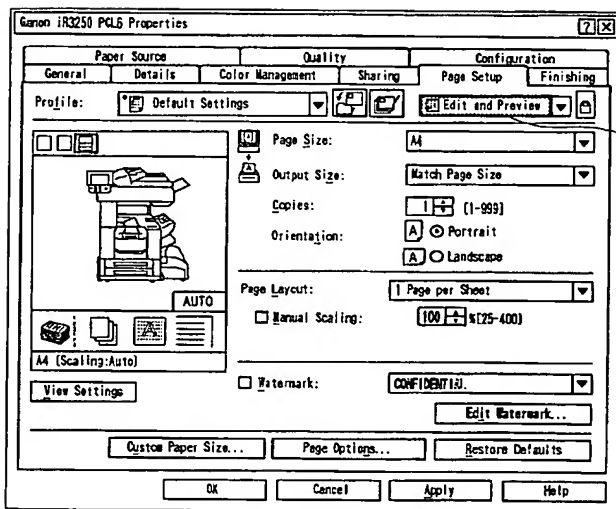 Canon iR3250 PCL6 Properties ? X
Paper Source Quality Configuration
General Details Color Management Sharing Page Setup Finishing
Profile: Default Settings Edit and Preview
Page Size: A4
Output Size: Match Page Size
Copies: 1 [1-999]
Orientation: A Portrait
A Landscape
AUTO
Page Layout: 1 Page per Sheet
Manual Scaling: 100 %[25-400]
A
A4 [Scaling:Auto]
View Settings
Watermark: CONFIDENTIAL
Edit Watermark...
Custom Paper Size... Page Options... Restore Defaults
OK Cancel Apply Help